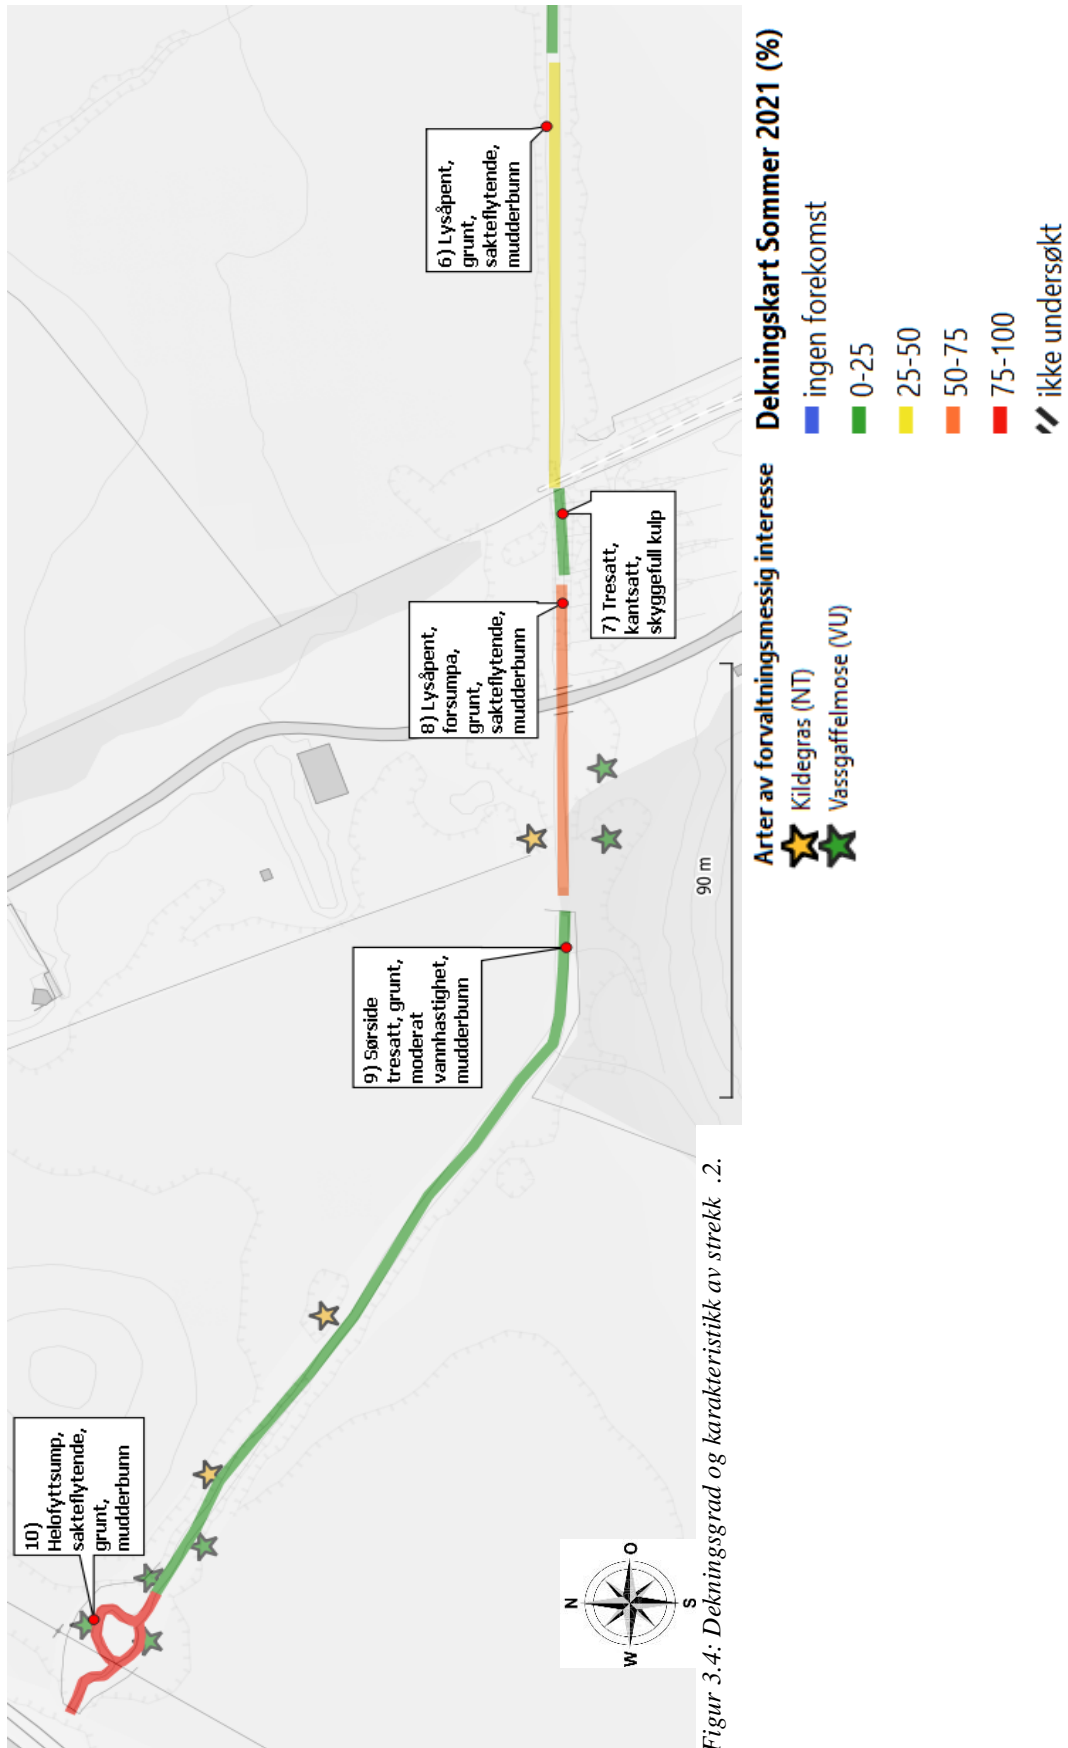 10)
Helofyttsump,
sakteflytende,
grunt,
mudderbunn
9) Sørside
tresatt, grunt,
moderat
vannhastighet,
mudderbunn
8) Lysåpent,
forsumpa,
grunt,
sakteflytende,
mudderbunn
7) Tresatt,
kantsatt,
skyggefull kulp
6) Lysåpent,
grunt,
sakteflytende,
mudderbunn
90 m
N
O
S
W
Figur 3.4: Dekningsgrad og karakteristikk av strekk .2.
Arter av forvaltningsmessig interesse
Kildegras (NT)
Vassgaffelmose (VU)
Dekningskart Sommer 2021 (%)
ingen forekomst
0-25
25-50
50-75
75-100
ikke undersøkt